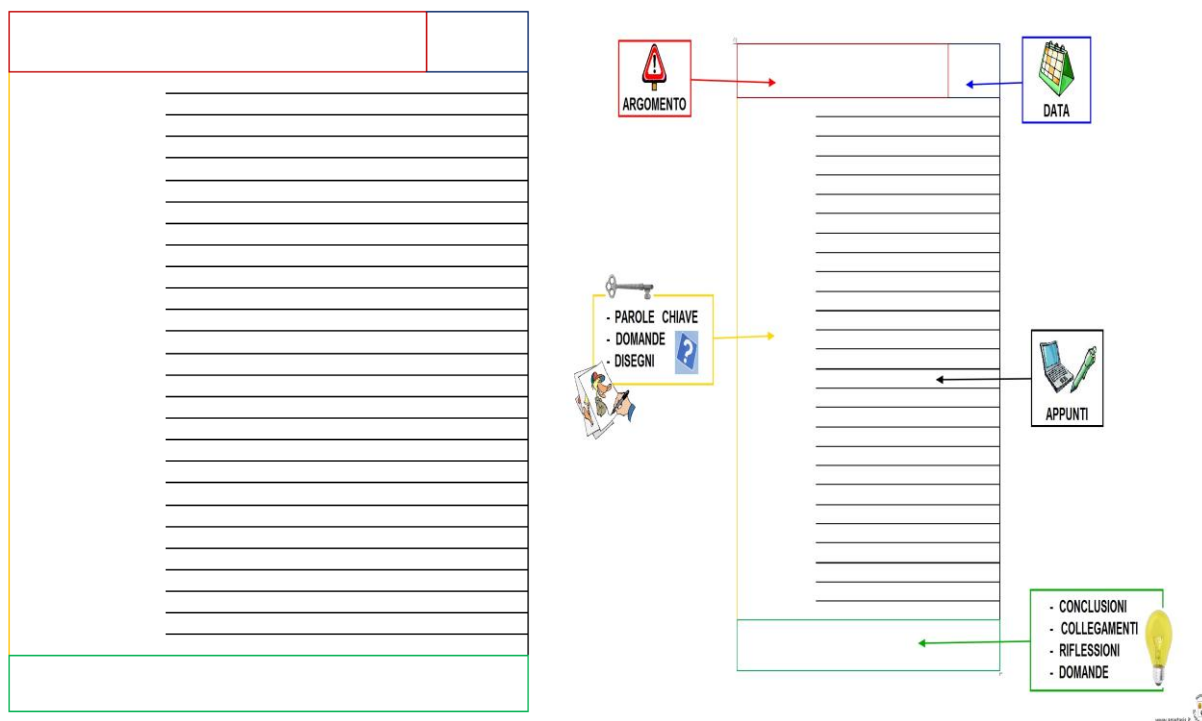 ARGOMENTO
DATA
- PAROLE CHIAVE
- DOMANDE
- DISEGNI
APPUNTI
- CONCLUSIONI
- COLLEGAMENTI
- RIFLESSIONI
- DOMANDE